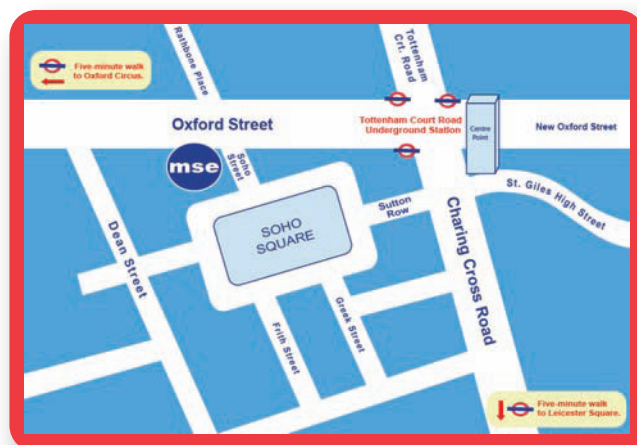 Five-minute walk
to Oxford Circus.
Rathbone Place
Tottenham
Crt. Road
Oxford Street
Tottenham Court Road
Underground Station
Centre
Point
New Oxford Street
mse
Soho
Street
Sutton
Row
St. Giles High Street
SOHO
SQUARE
Dean Street
Charing Cross Road
Frith Street
Greek Street
Five-minute walk
to Leicester Square.